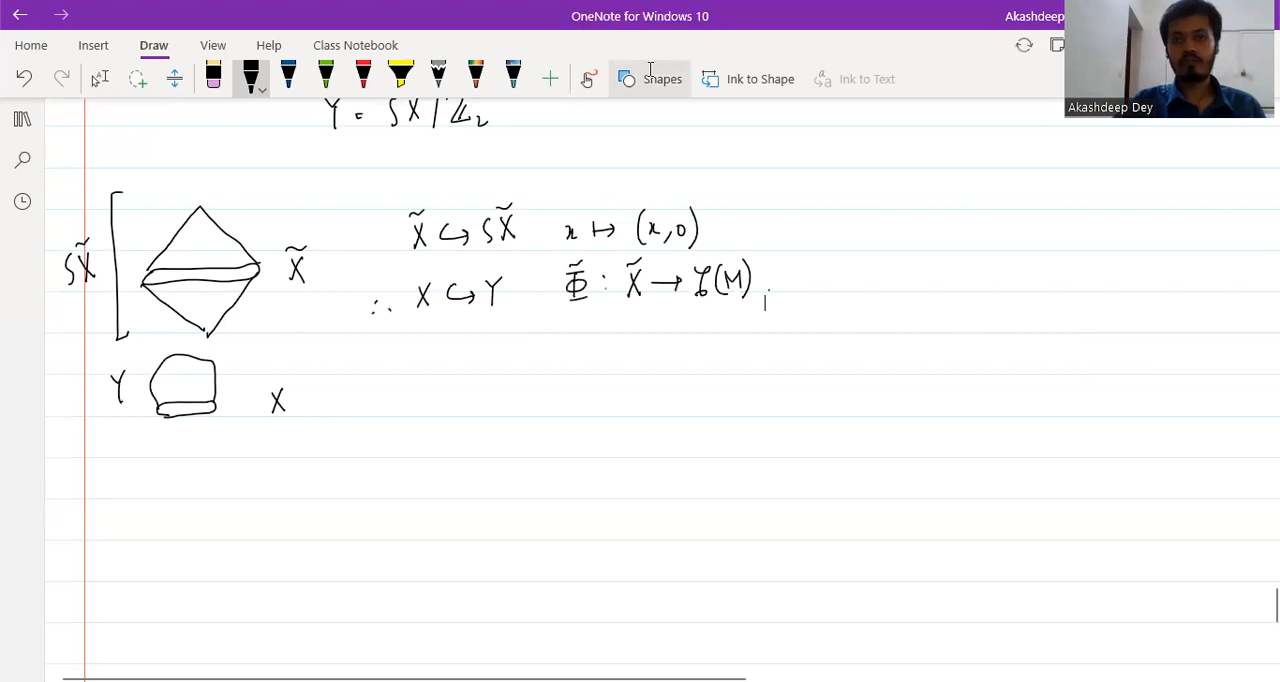 OneNote for Windows 10
Akashdeep
Home Insert Draw View Help Class Notebook
Shapes Ink to Shape Ink to Text
Akashdeep Dey
Y = SX̃ / ℤ₂
SX̃
X̃
X̃ ↪ SX̃ x ↦ (x, 0)
∴ X ↪ Y Φ̃ : X̃ → 𝒞(M)
Y
X